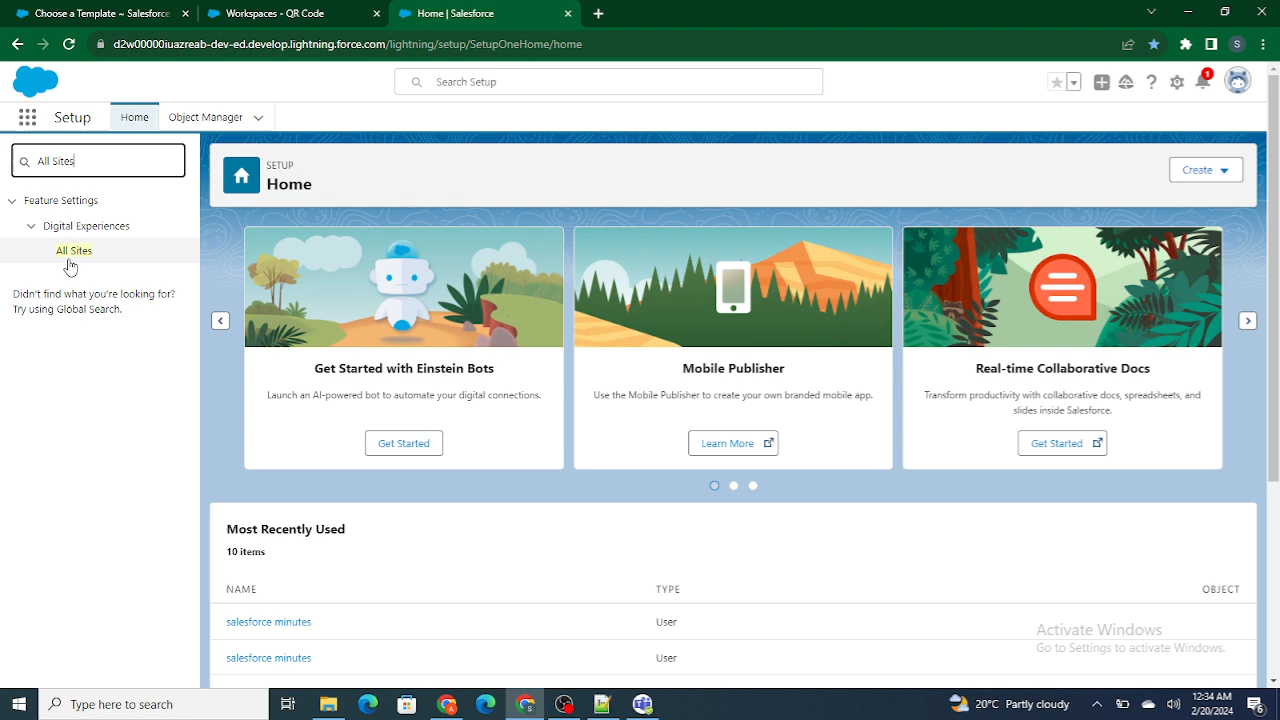 Choose a Template ~ Salesforce
Workspaces - QR Code
Home | Salesforce
d2w00000iuazreab-dev-ed.develop.lightning.force.com/lightning/setup/SetupOneHome/home
S
Search Setup
1
Setup
Home
Object Manager
All Sites
Feature Settings
Digital Experiences
All Sites
Didn't find what you're looking for?
Try using Global Search.
SETUP
Home
Create
Get Started with Einstein Bots
Launch an AI-powered bot to automate your digital connections.
Get Started
Mobile Publisher
Use the Mobile Publisher to create your own branded mobile app.
Learn More
Real-time Collaborative Docs
Transform productivity with collaborative docs, spreadsheets, and
slides inside Salesforce.
Get Started
Most Recently Used
10 items
NAME TYPE OBJECT
salesforce minutes User
salesforce minutes User
Activate Windows
Go to Settings to activate Windows.
Type here to search
20°C Partly cloudy
12:34 AM
2/20/2024
6